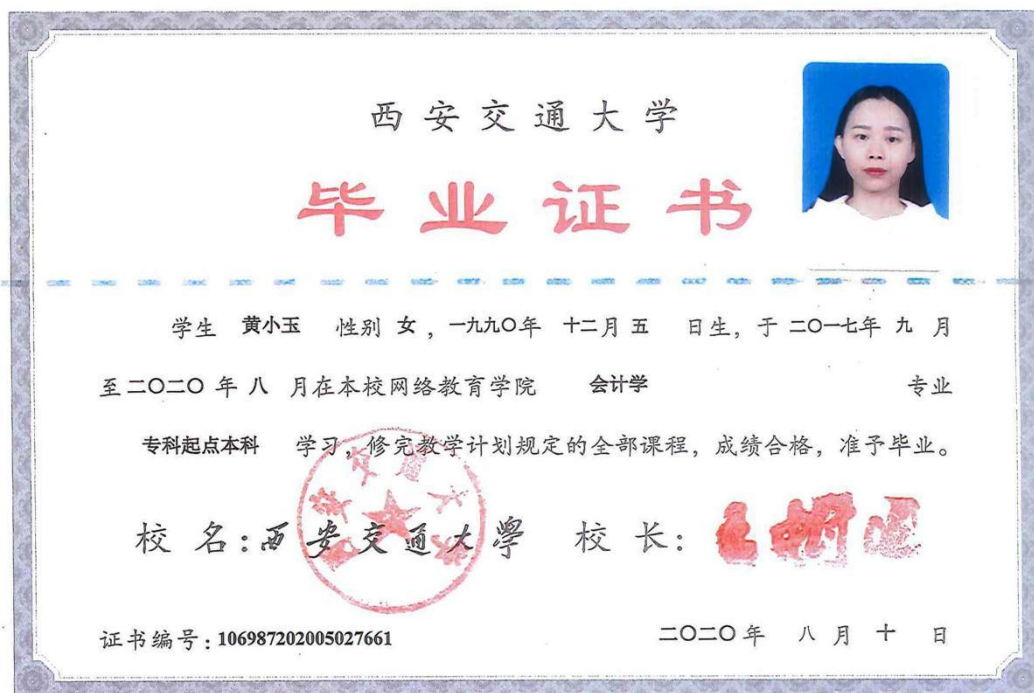 西安交通大学
毕业证书
学生 黄小玉 性别 女，一九九〇年 十二月 五 日生，于 二〇一七年 九 月
至 二〇二〇 年 八 月在本校网络教育学院 会计学 专业
专科起点本科 学习，修完教学计划规定的全部课程，成绩合格，准予毕业。
校 名：西安交通大學 校 长：
证书编号：106987202005027661 二〇二〇年 八 月 十 日